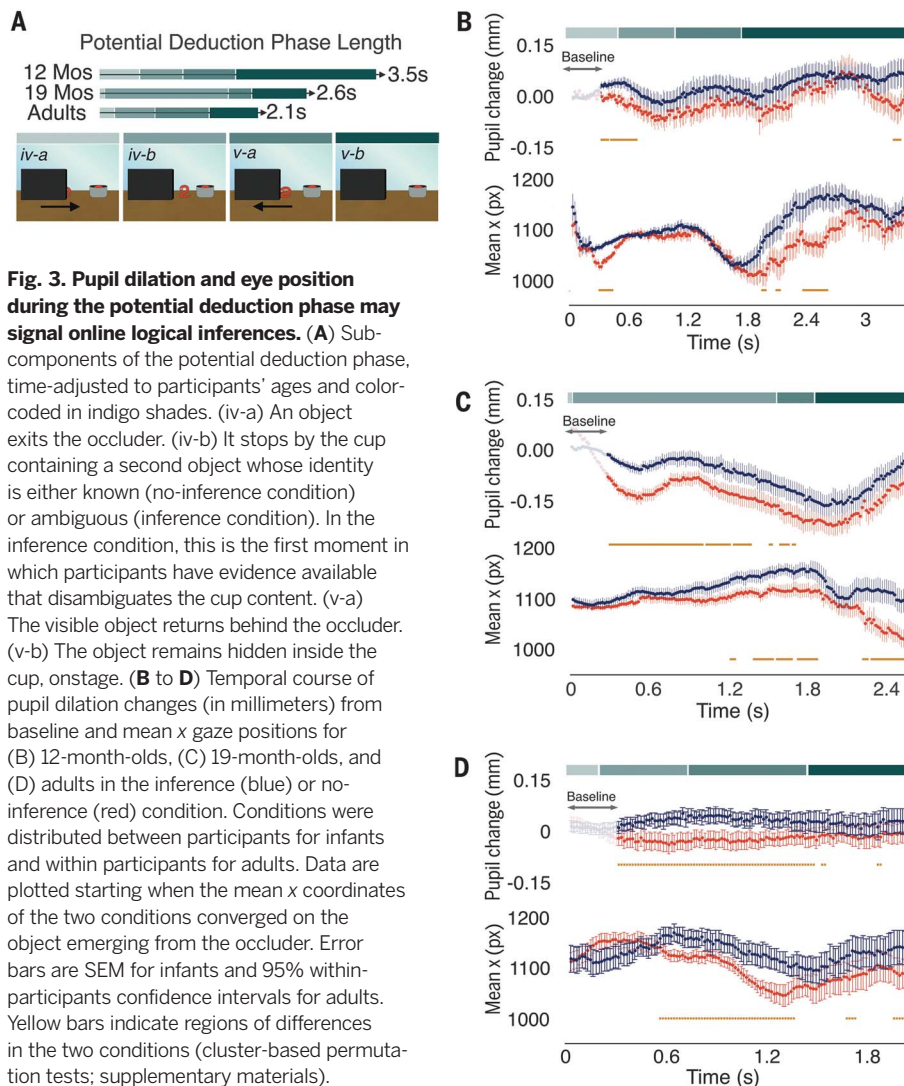 A
Potential Deduction Phase Length
12 Mos
3.5s
19 Mos
2.6s
Adults
2.1s
iv-a
iv-b
v-a
v-b
Fig. 3. Pupil dilation and eye position
during the potential deduction phase may
signal online logical inferences. (A) Sub-
components of the potential deduction phase,
time-adjusted to participants’ ages and color-
coded in indigo shades. (iv-a) An object
exits the occluder. (iv-b) It stops by the cup
containing a second object whose identity
is either known (no-inference condition)
or ambiguous (inference condition). In the
inference condition, this is the first moment in
which participants have evidence available
that disambiguates the cup content. (v-a)
The visible object returns behind the occluder.
(v-b) The object remains hidden inside the
cup, onstage. (B to D) Temporal course of
pupil dilation changes (in millimeters) from
baseline and mean x gaze positions for
(B) 12-month-olds, (C) 19-month-olds, and
(D) adults in the inference (blue) or no-
inference (red) condition. Conditions were
distributed between participants for infants
and within participants for adults. Data are
plotted starting when the mean x coordinates
of the two conditions converged on the
object emerging from the occluder. Error
bars are SEM for infants and 95% within-
participants confidence intervals for adults.
Yellow bars indicate regions of differences
in the two conditions (cluster-based permuta-
tion tests; supplementary materials).
B
Pupil change (mm)
0.15
0.00
-0.15
Baseline
Mean x (px)
1200
1100
1000
0 0.6 1.2 1.8 2.4 3
Time (s)
C
Pupil change (mm)
0.15
0.00
-0.15
Baseline
Mean x (px)
1200
1100
1000
0 0.6 1.2 1.8 2.4
Time (s)
D
Pupil change (mm)
0.15
0
-0.15
Baseline
Mean x (px)
1200
1100
1000
0 0.6 1.2 1.8
Time (s)